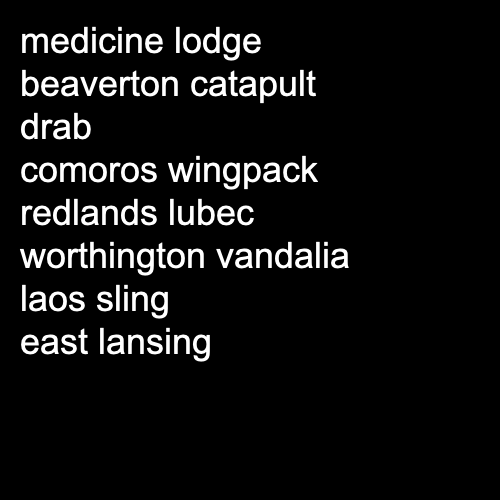 medicine lodge
beaverton catapult
drab
comoros wingpack
redlands lubec
worthington vandalia
laos sling
east lansing